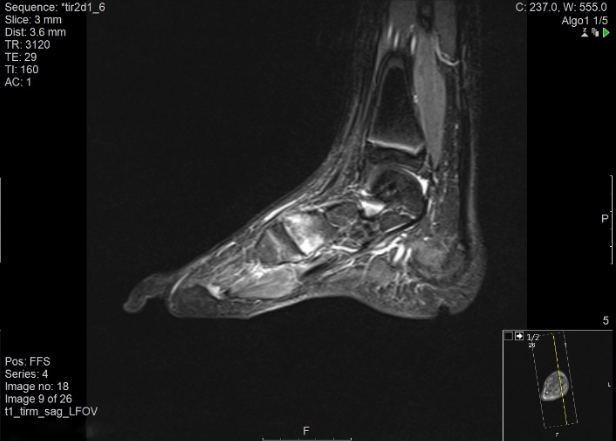 Sequence: *tir2d1_6
Slice: 3 mm
Dist: 3.6 mm
TR: 3120
TE: 29
TI: 160
AC: 1
C: 237.0, W: 555.0
Algo1 1/5
P
5
1/2
L
F
Pos: FFS
Series: 4
Image no: 18
Image 9 of 26
t1_tirm_sag_LFOV